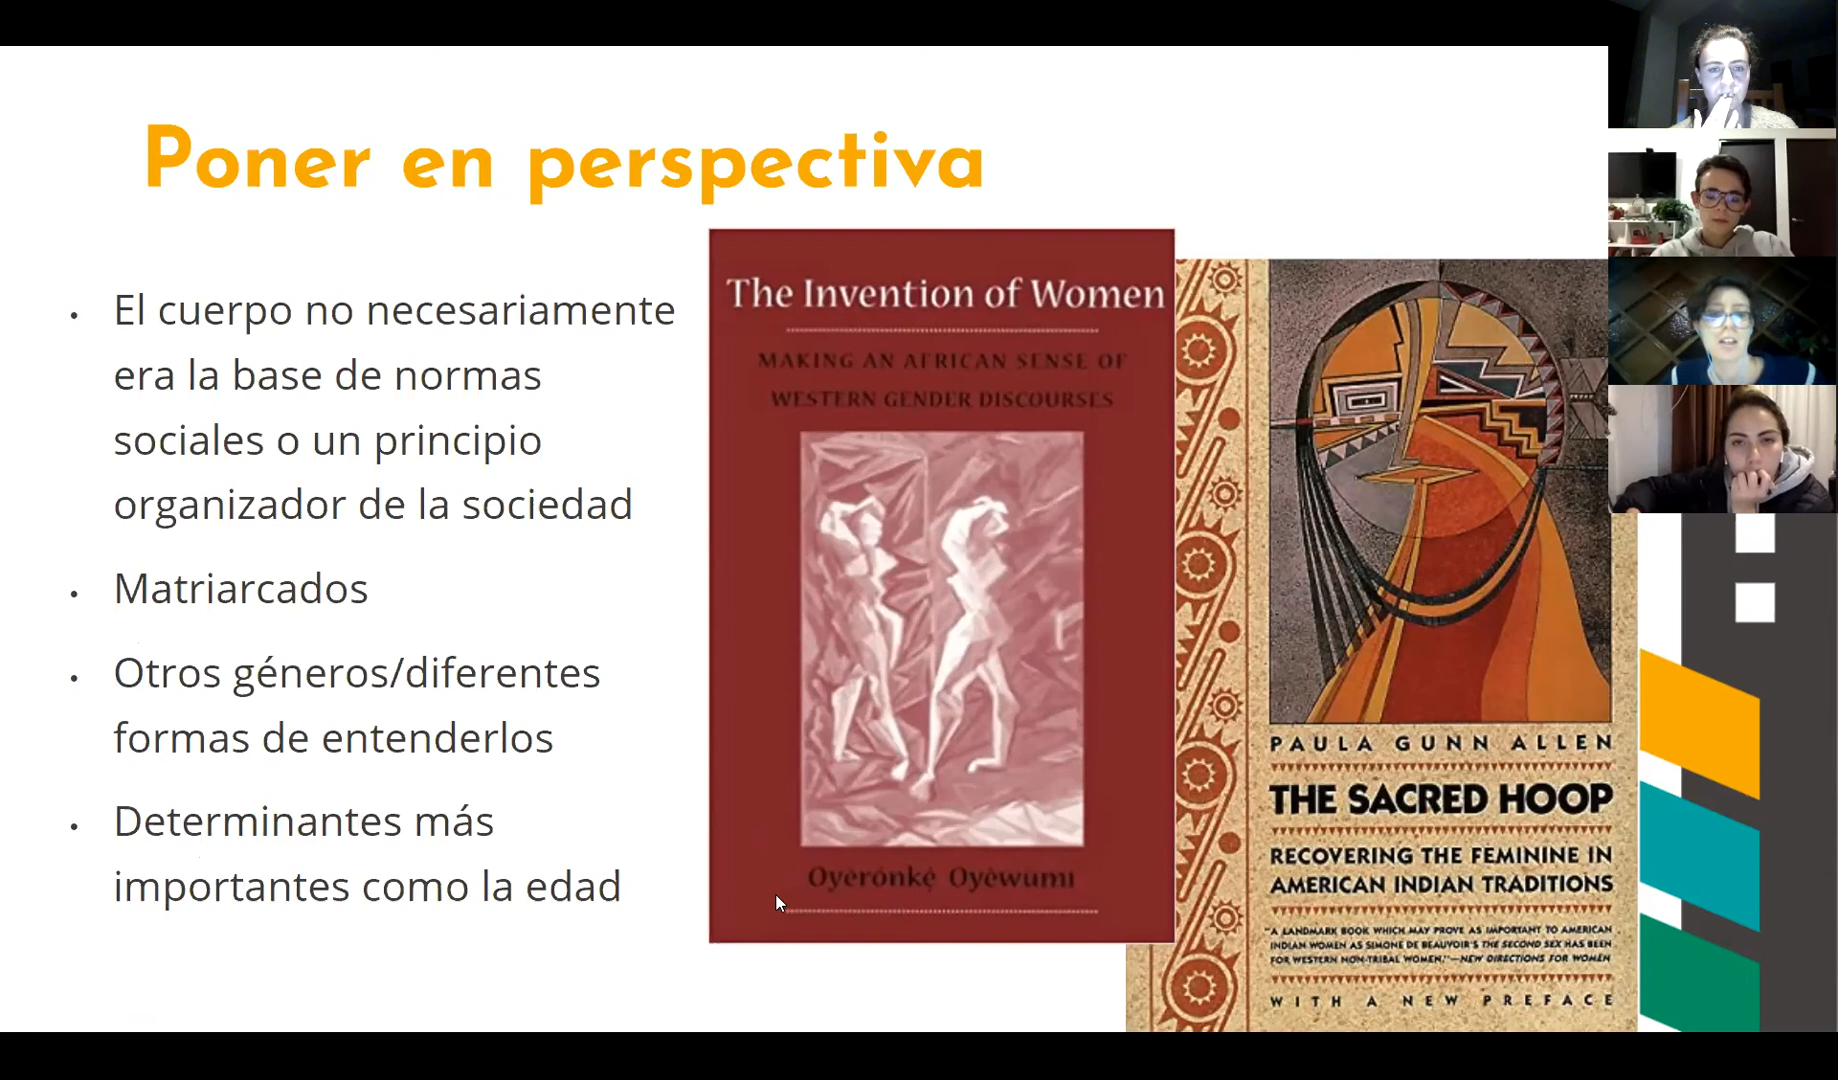 Poner en perspectiva
El cuerpo no necesariamente
era la base de normas
sociales o un principio
organizador de la sociedad
Matriarcados
Otros géneros/diferentes
formas de entenderlos
Determinantes más
importantes como la edad
The Invention of Women
MAKING AN AFRICAN SENSE OF
WESTERN GENDER DISCOURSES
Oyèrónkẹ́ Oyěwùmí
PAULA GUNN ALLEN
THE SACRED HOOP
RECOVERING THE FEMININE IN
AMERICAN INDIAN TRADITIONS
"A LANDMARK BOOK WHICH MAY PROVE AS IMPORTANT TO AMERICAN
INDIAN WOMEN AS SIMONE DE BEAUVOIR'S THE SECOND SEX HAS BEEN
FOR WESTERN NON-TRIBAL WOMEN."—NEW DIRECTIONS FOR WOMEN
WITH A NEW PREFACE